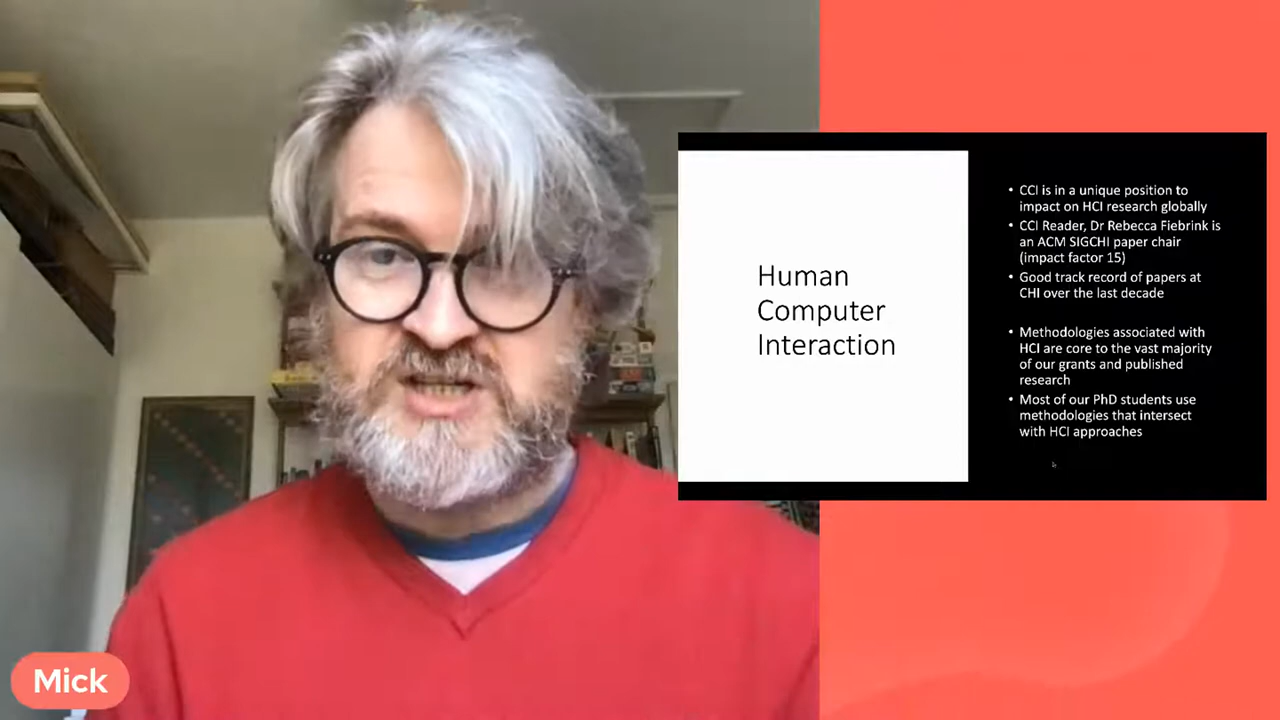 Human
Computer
Interaction
• CCI is in a unique position to
impact on HCI research globally
• CCI Reader, Dr Rebecca Fiebrink is
an ACM SIGCHI paper chair
(impact factor 15)
• Good track record of papers at
CHI over the last decade
• Methodologies associated with
HCI are core to the vast majority
of our grants and published
research
• Most of our PhD students use
methodologies that intersect
with HCI approaches
Mick